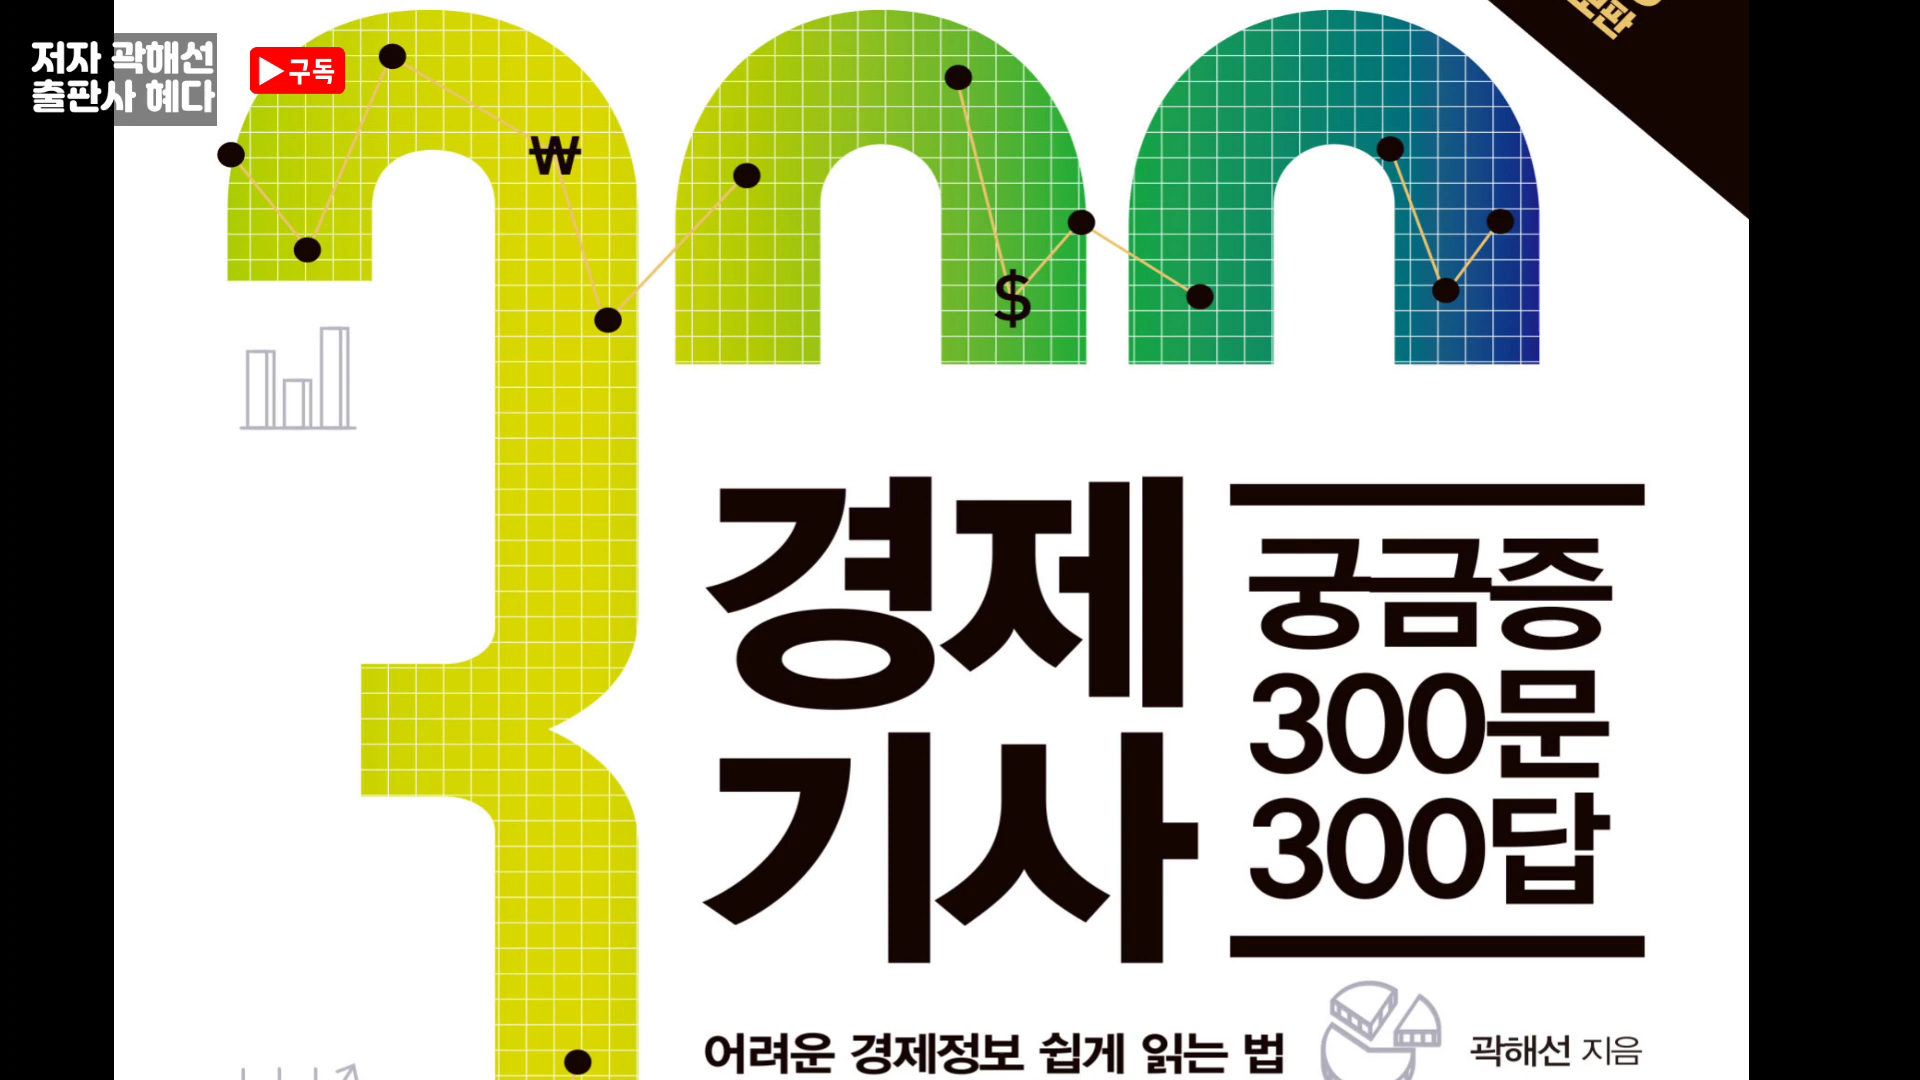 저자 곽해선
출판사 혜다
구독
₩
$
300
경제
기사
궁금증
300문
300답
어려운 경제정보 쉽게 읽는 법
곽해선 지음